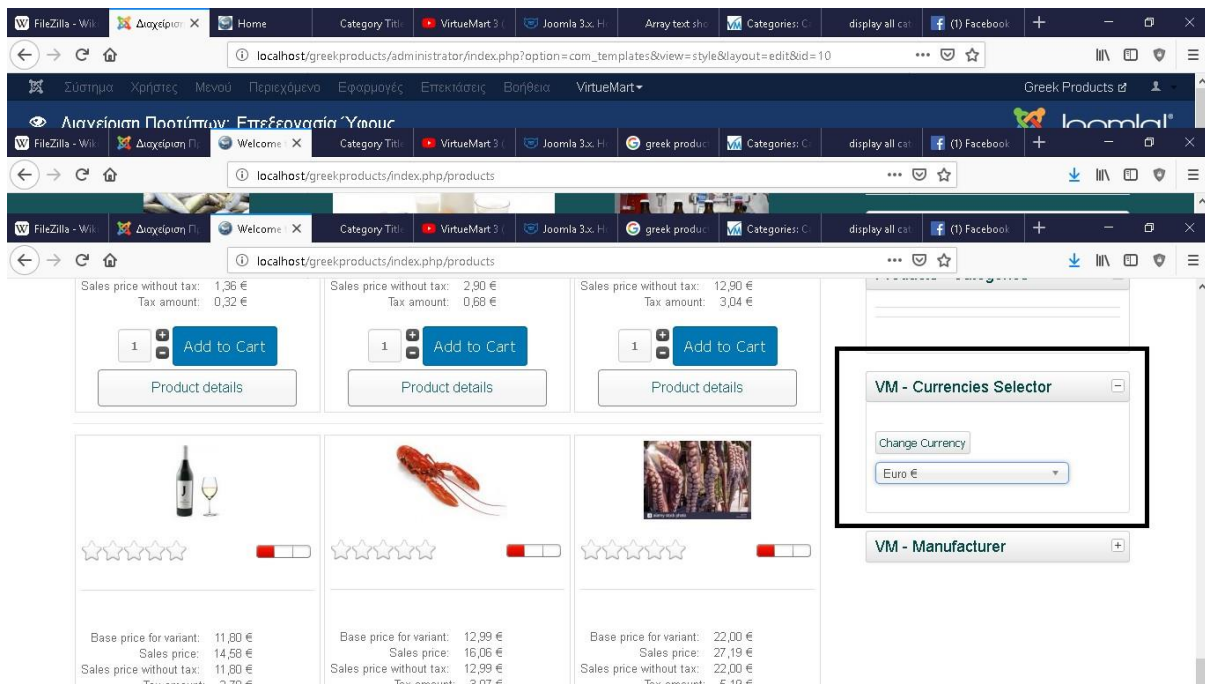 FileZilla - Wiki Διαχείριση Home Category Title VirtueMart 3 ( Joomla 3.x. H Array text sho Categories: C display all cat (1) Facebook
localhost/greekproducts/administrator/index.php?option=com_templates&view=style&layout=edit&id=10
Σύστημα Χρήστες Μενού Περιεχόμενο Εφαρμογές Επεκτάσεις Βοήθεια VirtueMart Greek Products
Διαχείριση Προτύπων: Επεξεργασία Ύφους Joomla!
FileZilla - Wiki Διαχείριση Π Welcome Category Title VirtueMart 3 ( Joomla 3.x. H greek produc Categories: C display all cat (1) Facebook
localhost/greekproducts/index.php/products
FileZilla - Wiki Διαχείριση Π Welcome Category Title VirtueMart 3 ( Joomla 3.x. H greek produc Categories: C display all cat (1) Facebook
localhost/greekproducts/index.php/products
Sales price without tax: 1,36 € Sales price without tax: 2,90 € Sales price without tax: 12,90 €
Tax amount: 0,32 € Tax amount: 0,68 € Tax amount: 3,04 €
1 Add to Cart 1 Add to Cart 1 Add to Cart
Product details Product details Product details
VM - Currencies Selector
Change Currency
Euro €
VM - Manufacturer
Base price for variant: 11,80 € Base price for variant: 12,99 € Base price for variant: 22,00 €
Sales price: 14,58 € Sales price: 16,06 € Sales price: 27,19 €
Sales price without tax: 11,80 € Sales price without tax: 12,99 € Sales price without tax: 22,00 €